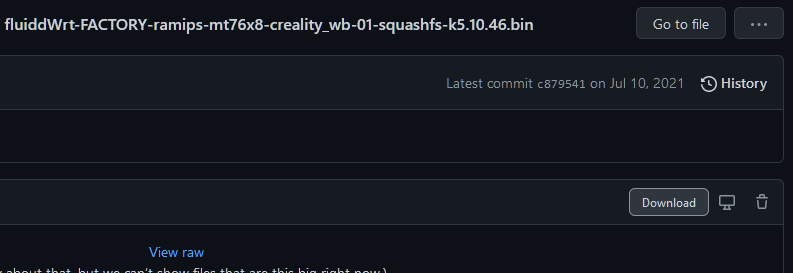 fluiddWrt-FACTORY-ramips-mt76x8-creality_wb-01-squashfs-k5.10.46.bin
Go to file
Latest commit c879541 on Jul 10, 2021
History
Download
View raw
about that, but we can't show files that are this big right now.)